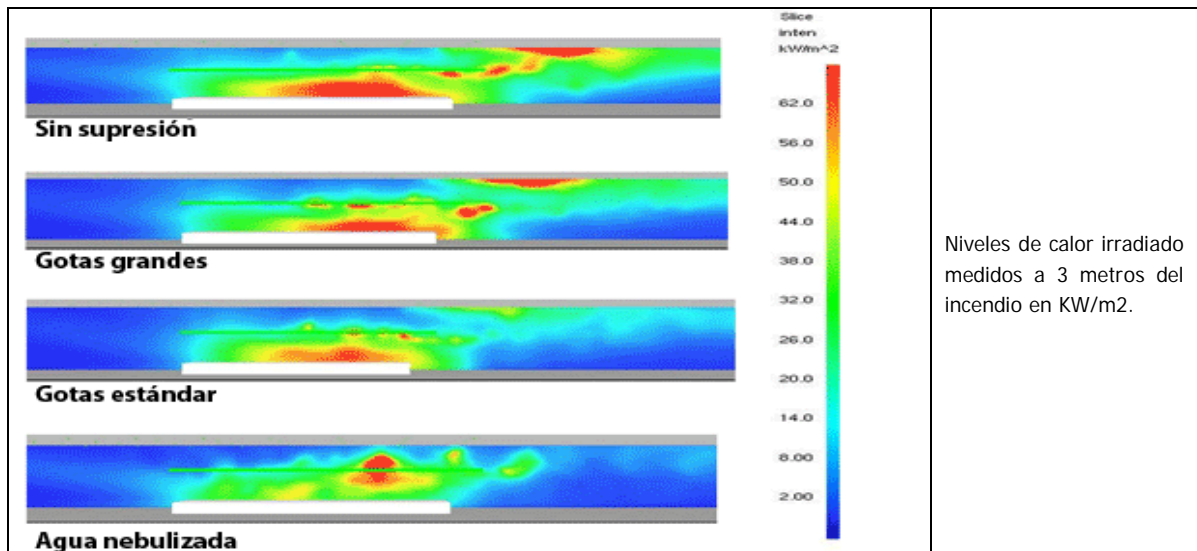 Slice
inten
kW/m^2
62.0
56.0
50.0
44.0
38.0
32.0
26.0
20.0
14.0
8.00
2.00
Sin supresión
Gotas grandes
Gotas estándar
Agua nebulizada
Niveles de calor irradiado
medidos a 3 metros del
incendio en KW/m2.